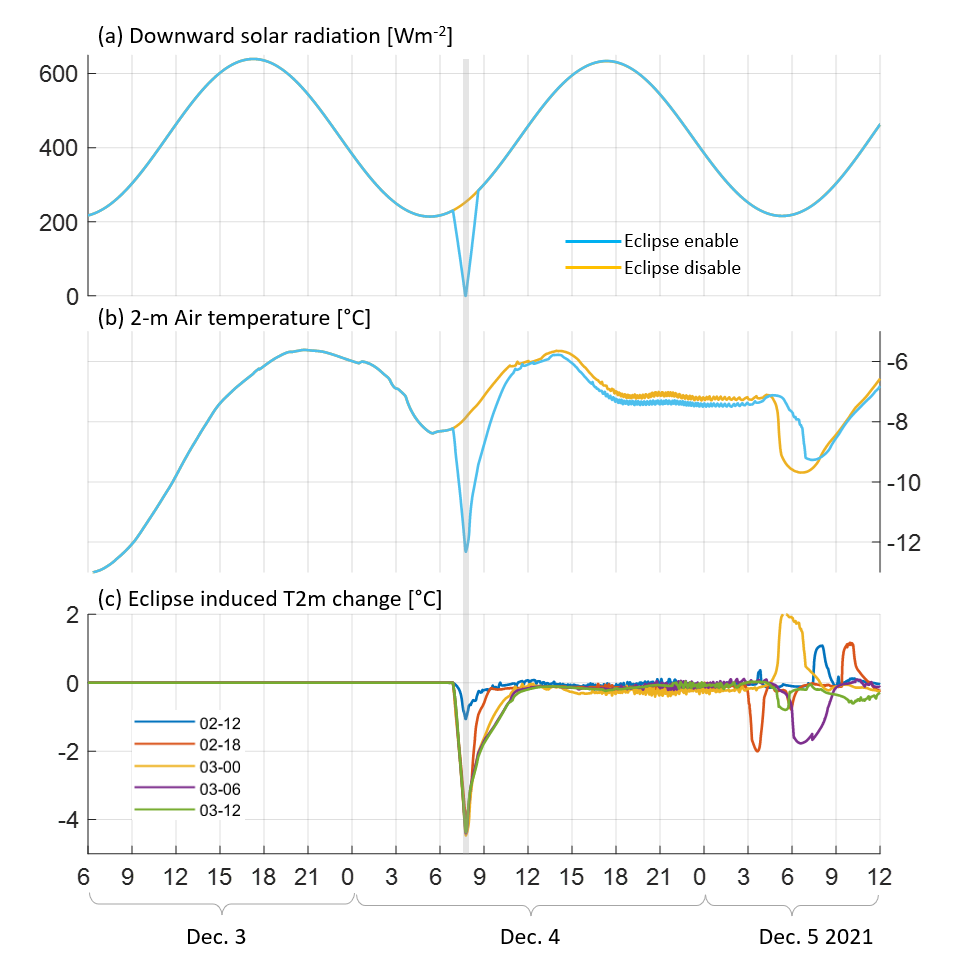 (a) Downward solar radiation [Wm-2]
600
400
200
0
Eclipse enable
Eclipse disable
(b) 2-m Air temperature [°C]
-6
-8
-10
-12
(c) Eclipse induced T2m change [°C]
2
0
-2
-4
02-12
02-18
03-00
03-06
03-12
6 9 12 15 18 21 0 3 6 9 12 15 18 21 0 3 6 9 12
Dec. 3 Dec. 4 Dec. 5 2021